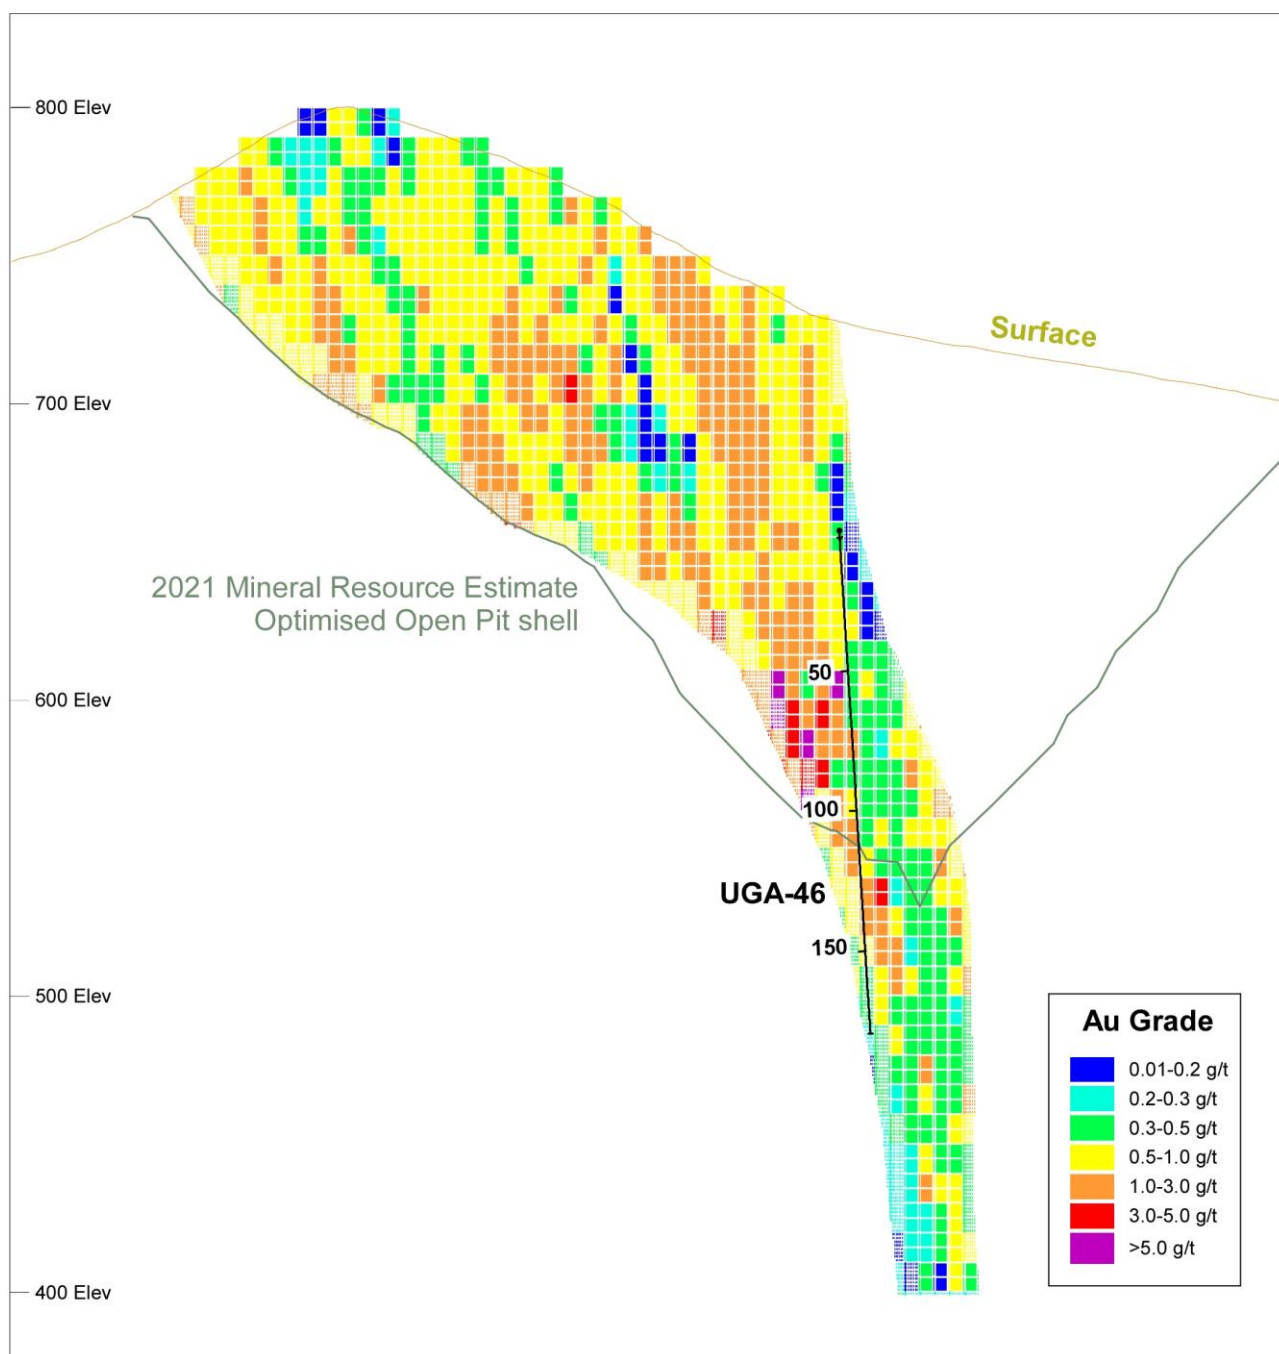 800 Elev
Surface
700 Elev
2021 Mineral Resource Estimate
Optimised Open Pit shell
50
600 Elev
100
UGA-46
150
500 Elev
Au Grade
0.01-0.2 g/t
0.2-0.3 g/t
0.3-0.5 g/t
0.5-1.0 g/t
1.0-3.0 g/t
3.0-5.0 g/t
>5.0 g/t
400 Elev